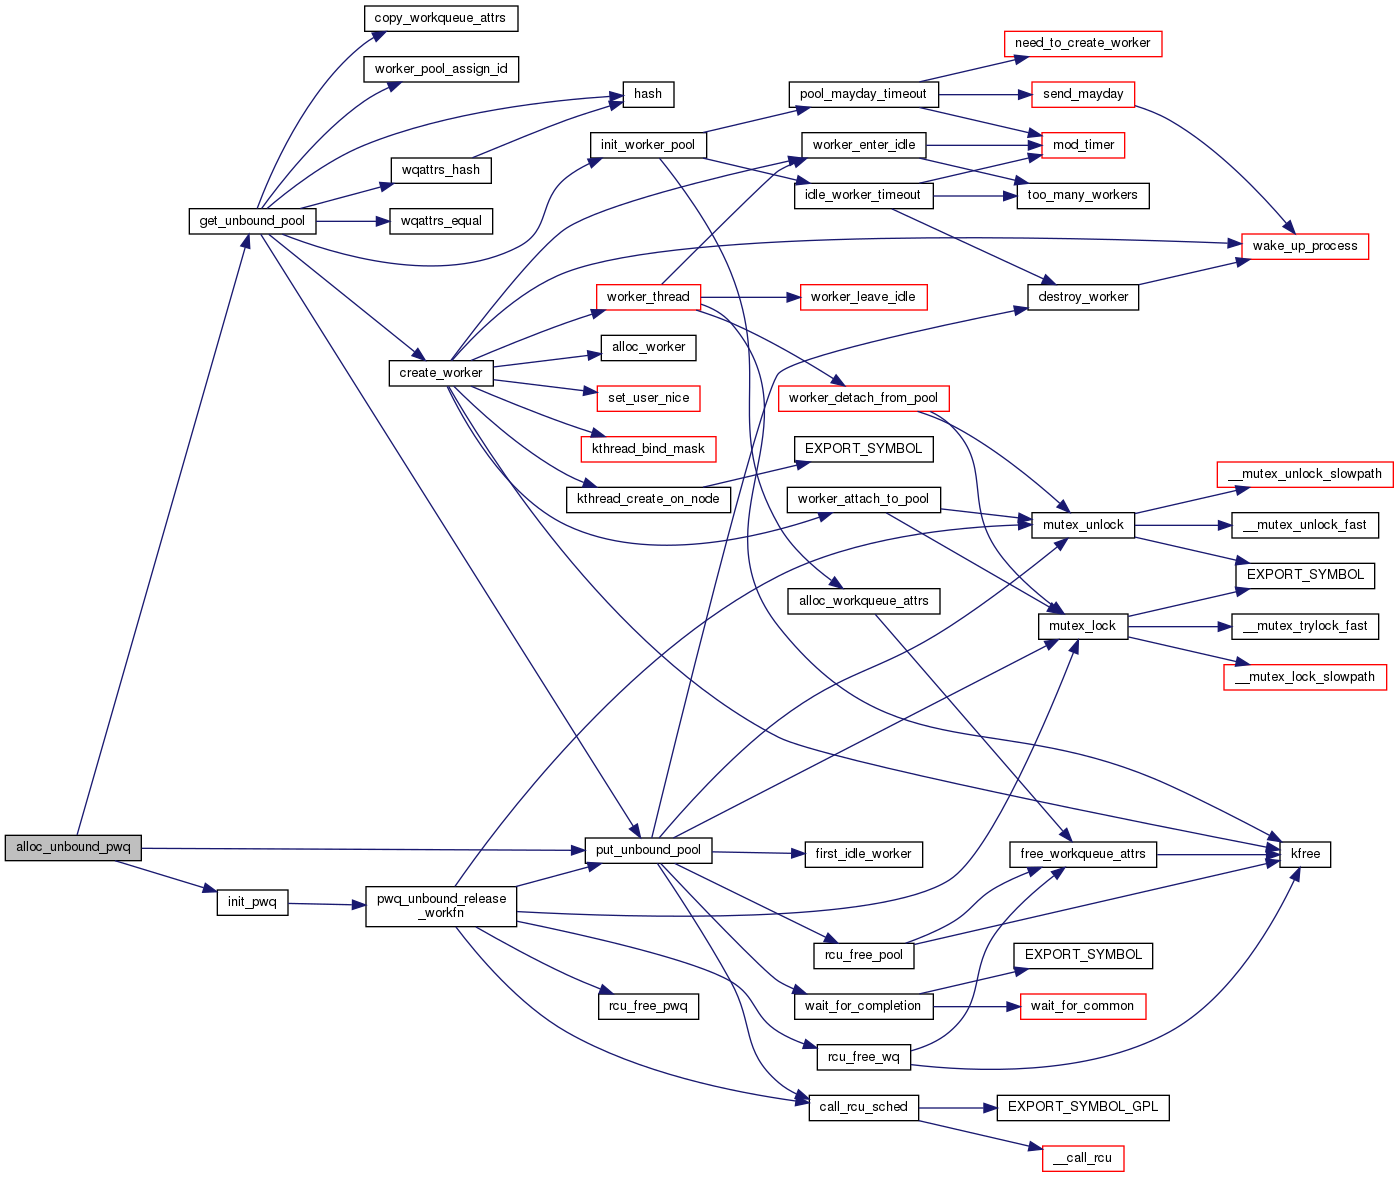 copy_workqueue_attrs
need_to_create_worker
worker_pool_assign_id
hash
pool_mayday_timeout
send_mayday
init_worker_pool
worker_enter_idle
mod_timer
wqattrs_hash
idle_worker_timeout
too_many_workers
get_unbound_pool
wqattrs_equal
wake_up_process
worker_thread
worker_leave_idle
destroy_worker
alloc_worker
create_worker
set_user_nice
worker_detach_from_pool
kthread_bind_mask
EXPORT_SYMBOL
__mutex_unlock_slowpath
kthread_create_on_node
worker_attach_to_pool
mutex_unlock
__mutex_unlock_fast
EXPORT_SYMBOL
alloc_workqueue_attrs
mutex_lock
__mutex_trylock_fast
__mutex_lock_slowpath
alloc_unbound_pwq
put_unbound_pool
first_idle_worker
free_workqueue_attrs
kfree
init_pwq
pwq_unbound_release
_workfn
rcu_free_pool
EXPORT_SYMBOL
rcu_free_pwq
wait_for_completion
wait_for_common
rcu_free_wq
call_rcu_sched
EXPORT_SYMBOL_GPL
__call_rcu